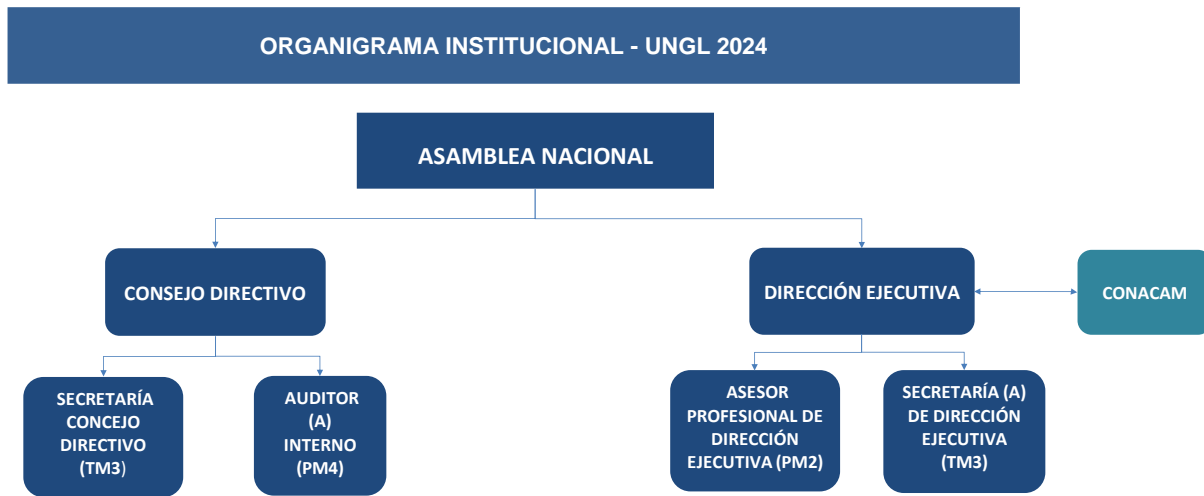 ORGANIGRAMA INSTITUCIONAL - UNGL 2024
ASAMBLEA NACIONAL
CONSEJO DIRECTIVO
DIRECCIÓN EJECUTIVA
CONACAM
SECRETARÍA
CONCEJO
DIRECTIVO
(TM3)
AUDITOR
(A)
INTERNO
(PM4)
ASESOR
PROFESIONAL DE
DIRECCIÓN
EJECUTIVA (PM2)
SECRETARÍA (A)
DE DIRECCIÓN
EJECUTIVA
(TM3)